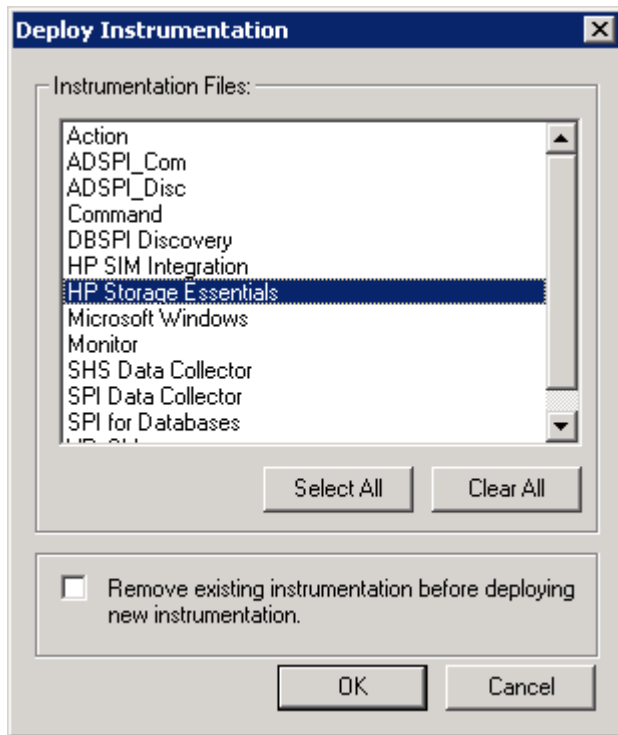 Deploy Instrumentation
Instrumentation Files:
Action
ADSPI_Com
ADSPI_Disc
Command
DBSPI Discovery
HP SIM Integration
HP Storage Essentials
Microsoft Windows
Monitor
SHS Data Collector
SPI Data Collector
SPI for Databases
Select All
Clear All
Remove existing instrumentation before deploying
new instrumentation.
OK
Cancel